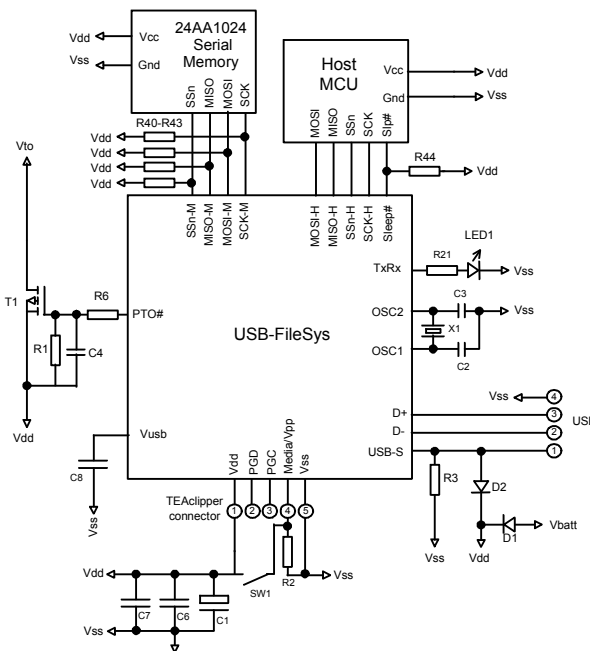 24AA1024
Serial
Memory
Vcc
Gnd
Vdd
Vss
SSn
MISO
MOSI
SCK
Host
MCU
Vcc
Gnd
Vdd
Vss
MOSI
MISO
SSn
SCK
Slp#
R40-R43
Vdd
Vdd
Vdd
Vdd
R44
Vdd
Vto
SSn-M
MISO-M
MOSI-M
SCK-M
MOSI-H
MISO-H
SSn-H
SCK-H
Sleep#
LED1
TxRx
R21
Vss
T1
R6
PTO#
R1
C4
Vdd
USB-FileSys
OSC2
OSC1
C3
X1
C2
Vss
Vss
4
3
2
1
D+
D-
USB-S
Vusb
C8
Vss
R3
D2
D1
Vbatt
Vss
Vdd
Vdd
PGD
PGC
Media/Vpp
Vss
TEAclipper
connector
1
2
3
4
5
R2
Vss
SW1
Vdd
C7
C6
C1
Vss